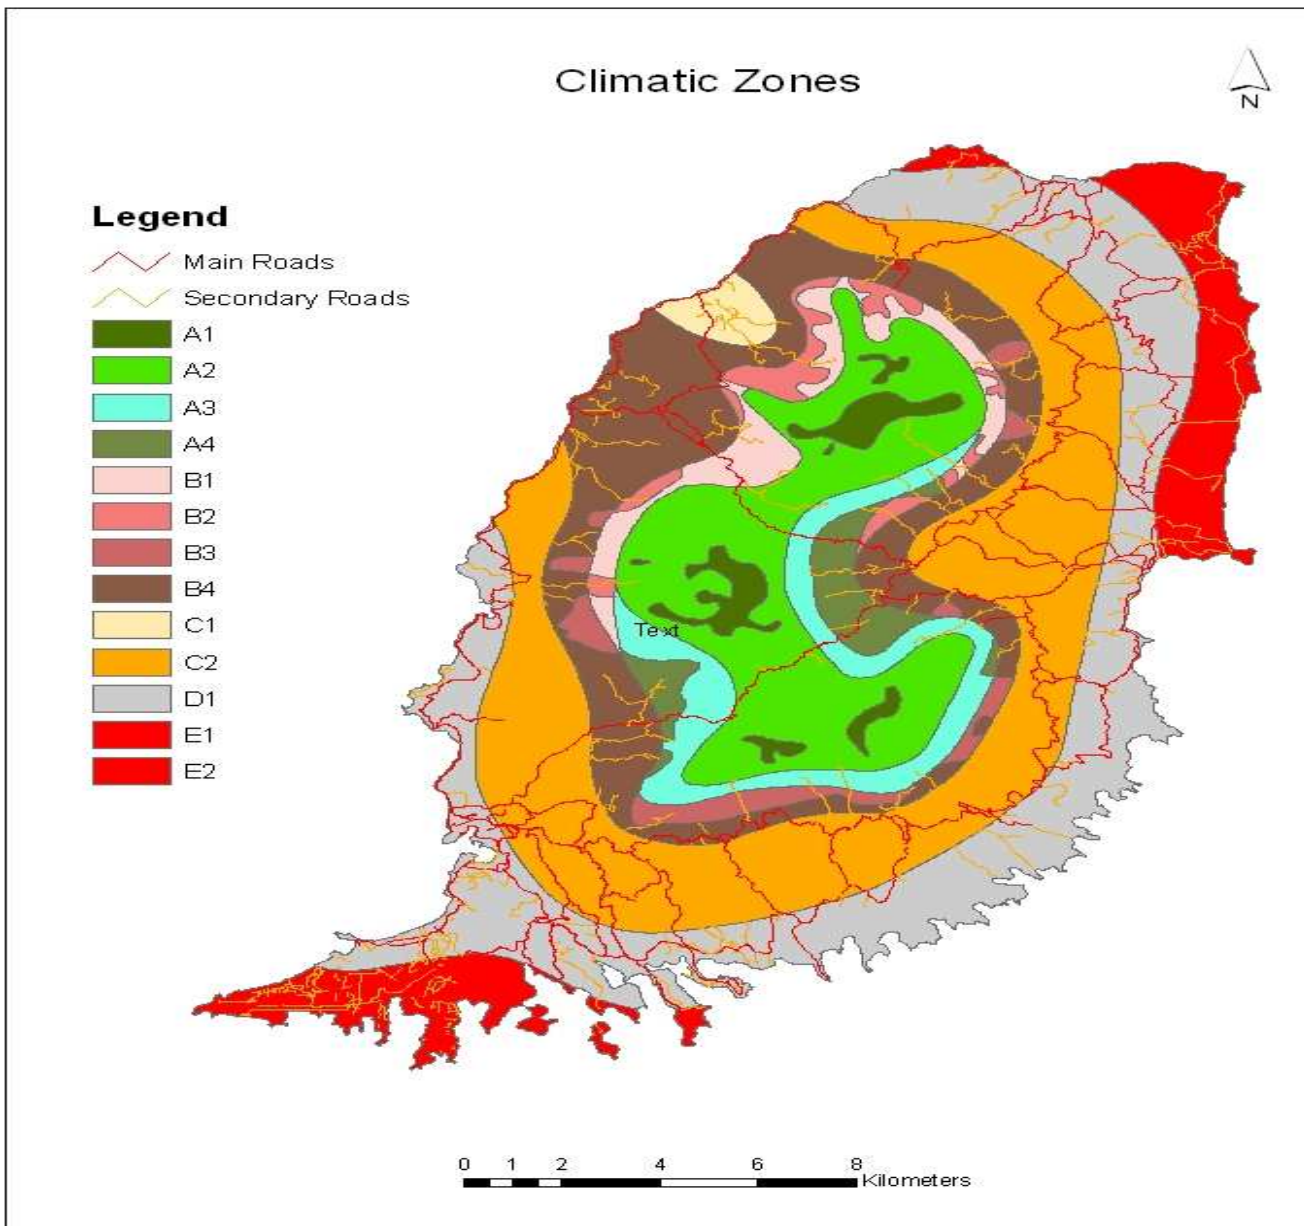 Climatic Zones
N
Legend
Main Roads
Secondary Roads
A1
A2
A3
A4
B1
B2
B3
B4
C1
C2
D1
E1
E2
Text
0 1 2 4 6 8
Kilometers